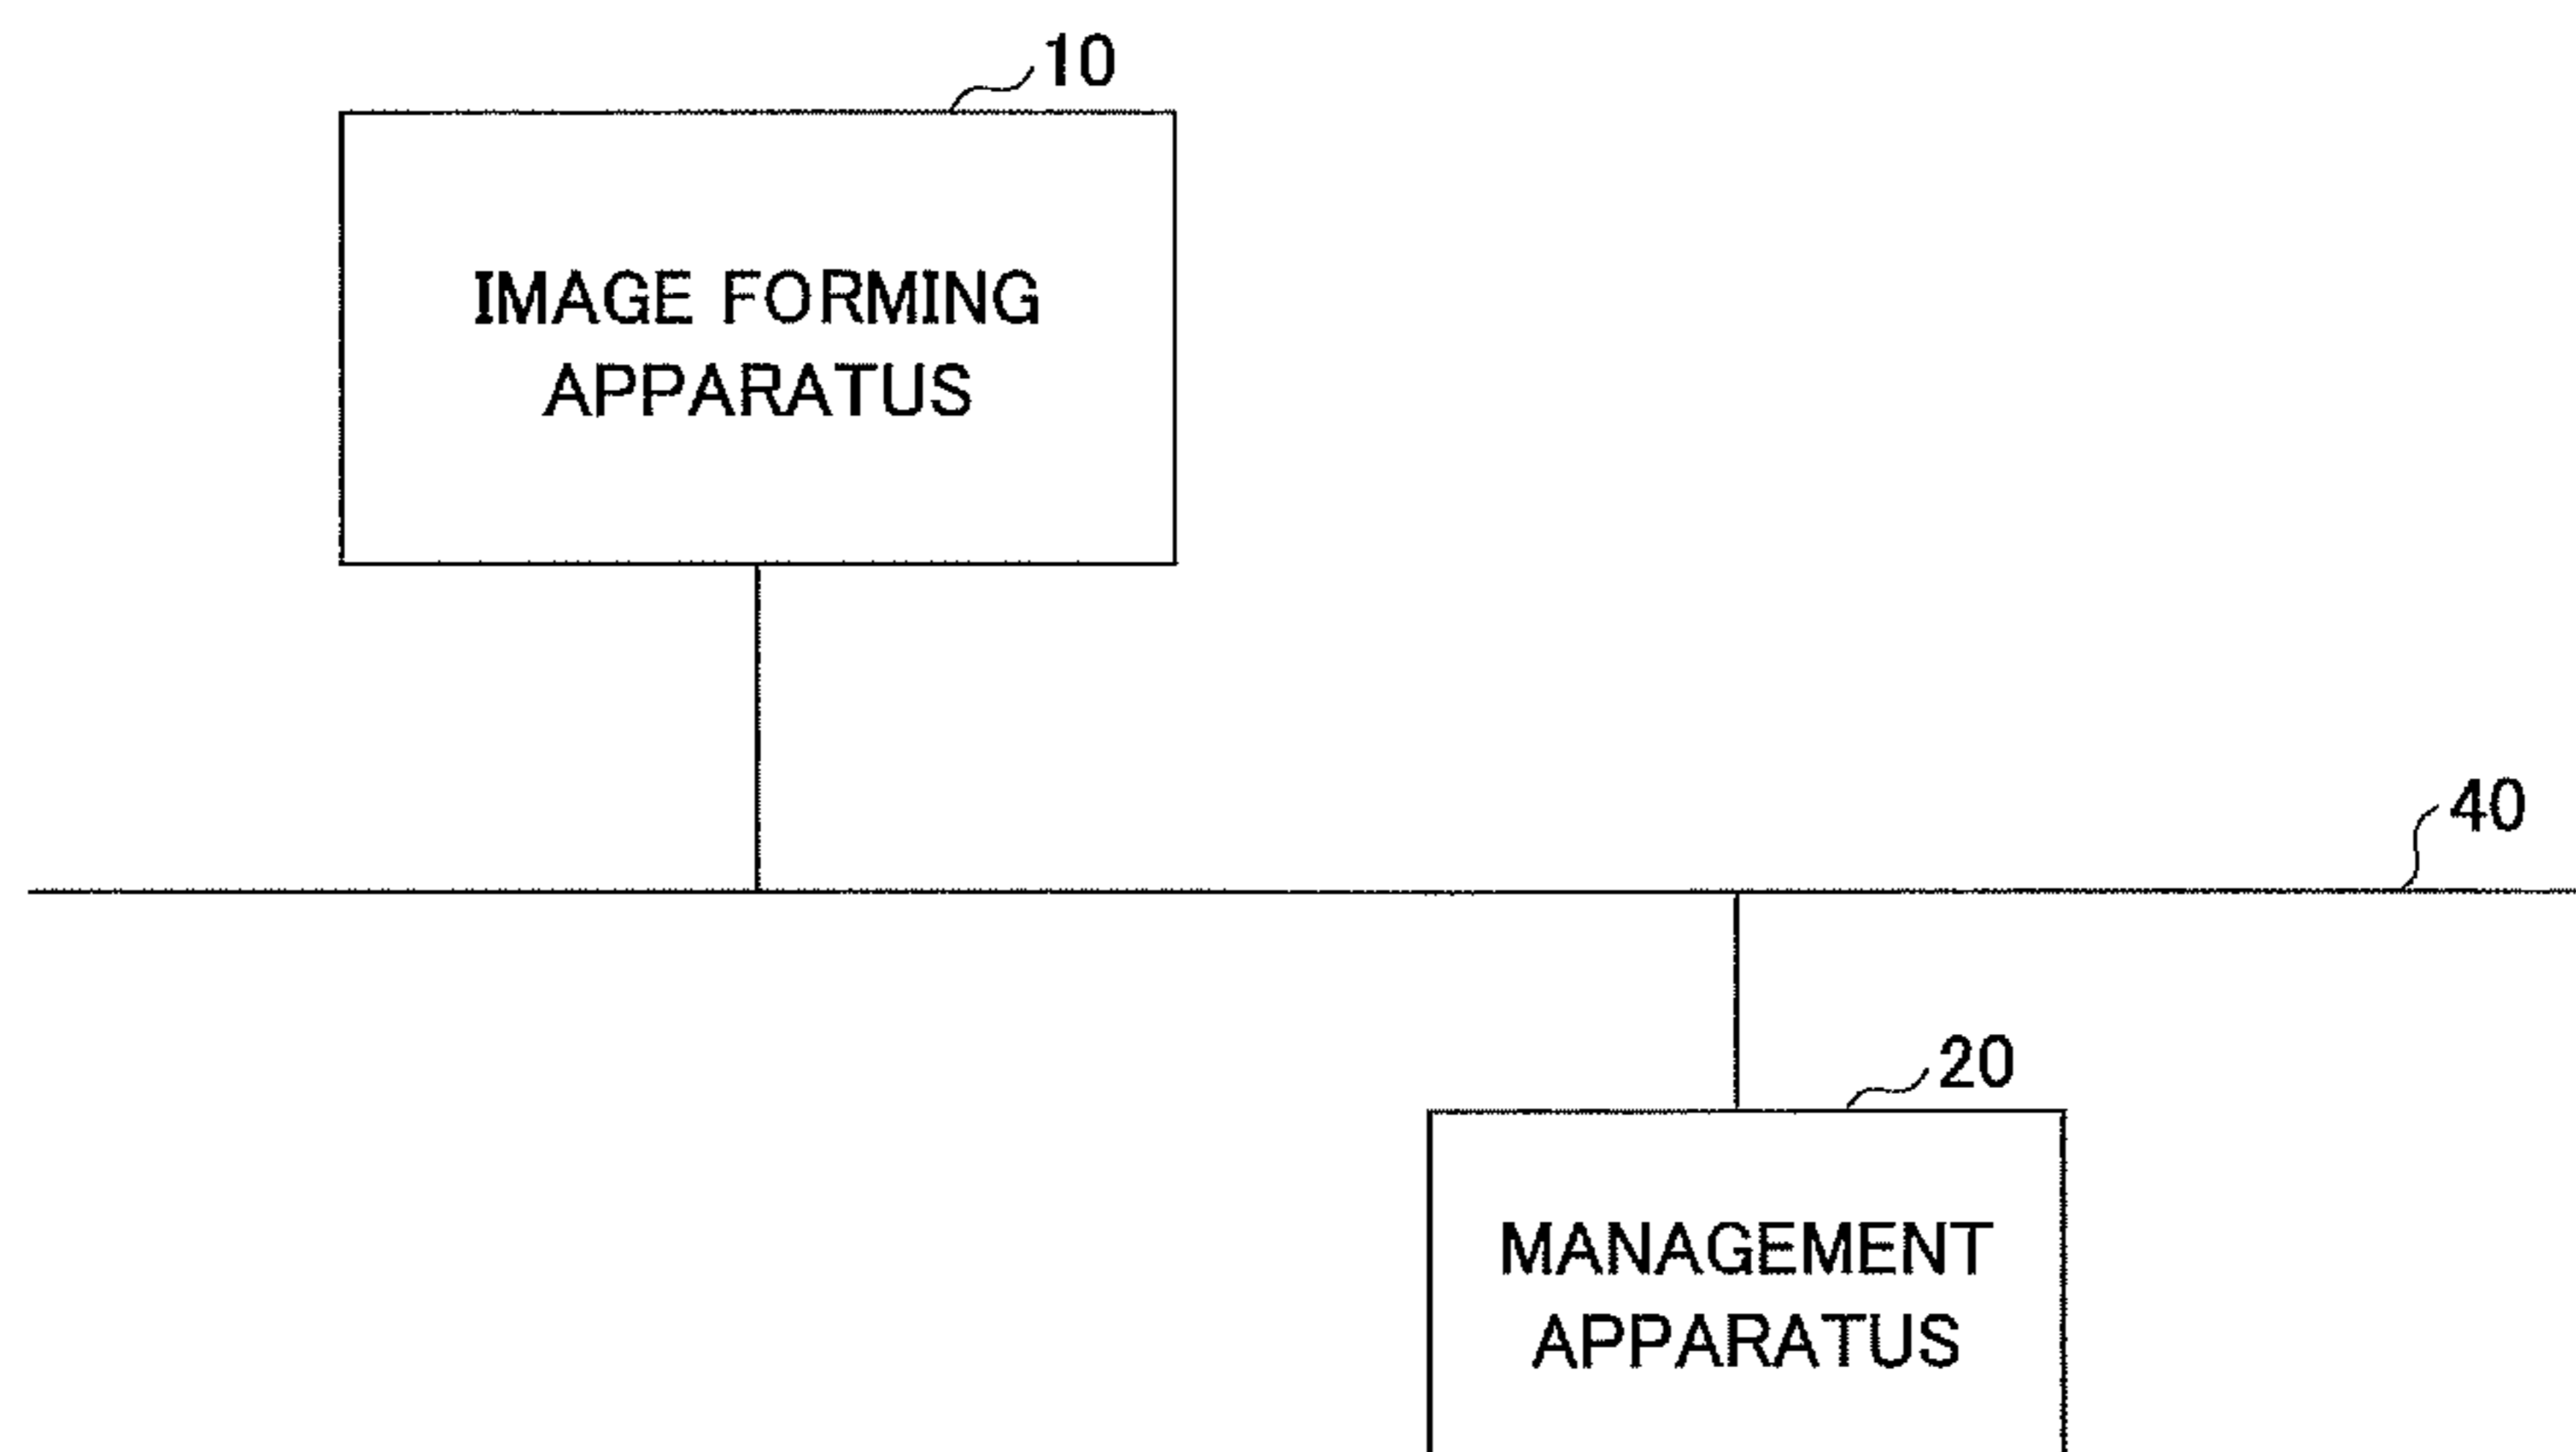 10
IMAGE FORMING
APPARATUS
40
20
MANAGEMENT
APPARATUS